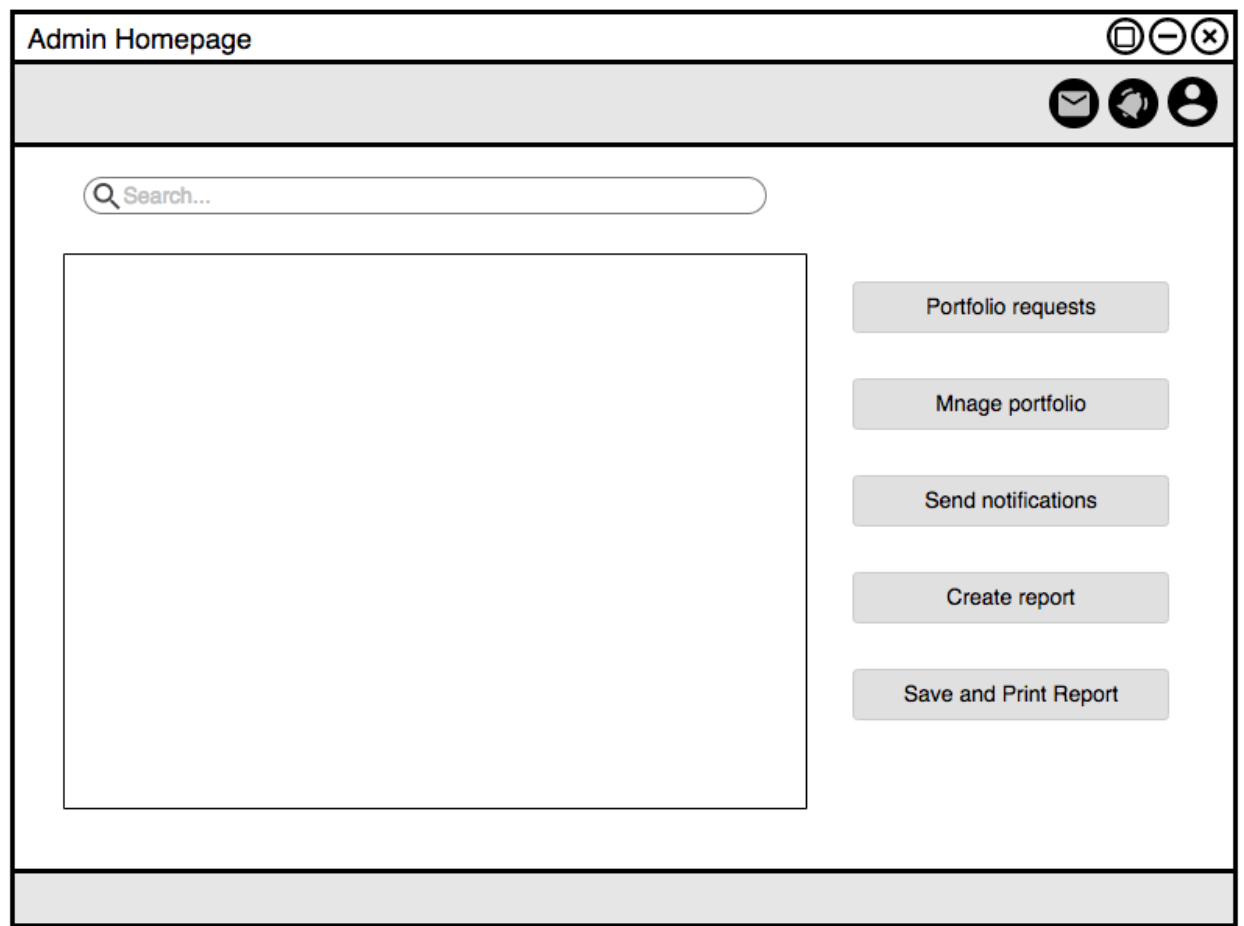 Admin Homepage
Search...
Portfolio requests
Mnage portfolio
Send notifications
Create report
Save and Print Report